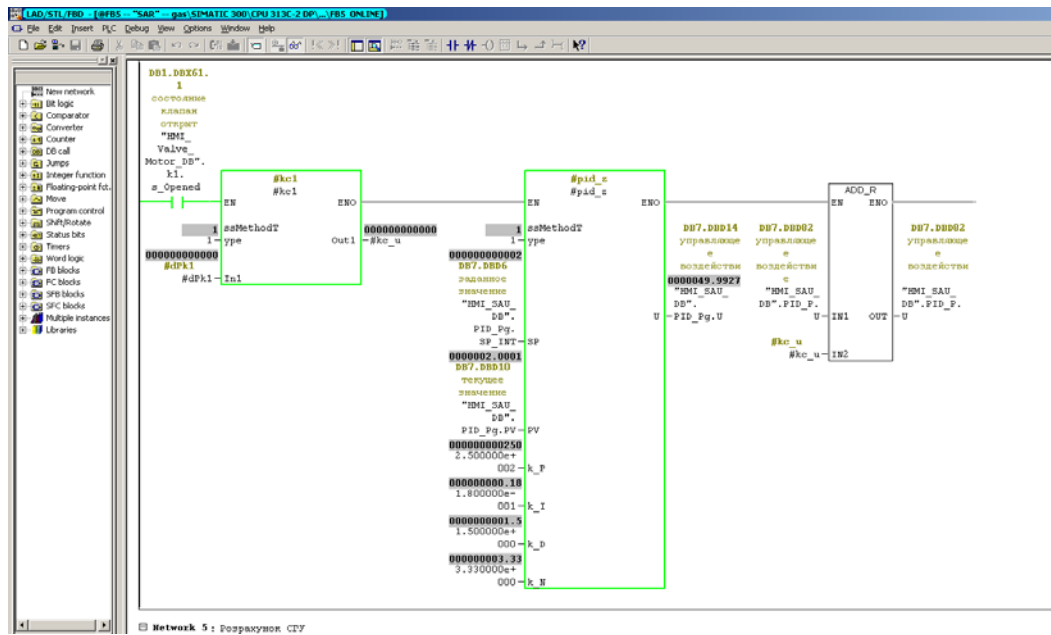 LAD/STL/FBD - [@FB5 -- "SAR" -- gas\SIMATIC 300\CPU 313C-2 DP\...\FB5 ONLINE]
File Edit Insert PLC Debug View Options Window Help
New network
Bit logic
Comparator
Converter
Counter
DB call
Jumps
Integer function
Floating-point fct.
Move
Program control
Shift/Rotate
Status bits
Timers
Word logic
FB blocks
FC blocks
SFB blocks
SFC blocks
Multiple instances
Libraries
DB1.DBX61.
1
состояние
клапан
открыт
"HMI_
Valve_
Motor_DB".
k1.
s_Opened
#kc1
#kc1
EN ENO
1
1 ssMethodT
ype
000000000000
#dPk1
#dPk1 In1
000000000000
Out1 #kc_u
#pid_z
#pid_z
EN ENO
1
1 ssMethodT
ype
000000000002
DB7.DBD6
заданное
значение
"HMI_SAU_
DB".
PID_Pg.
SP_INT SP
0000002.0001
DB7.DBD10
текущее
значение
"HMI_SAU_
DB".
PID_Pg.PV PV
000000000250
2.500000e+
002 k_P
000000000.18
1.800000e-
001 k_I
0000000001.5
1.500000e+
000 k_D
000000003.33
3.330000e+
000 k_N
DB7.DBD14
управляюще
е
воздействи
е
0000049.9927
"HMI_SAU_
DB".
U PID_Pg.U
ADD_R
EN ENO
DB7.DBD82
управляюще
е
воздействи
е
"HMI_SAU_
DB".PID_P.
U IN1
#kc_u
#kc_u IN2
DB7.DBD82
управляюще
е
воздействи
е
"HMI_SAU_
DB".PID_P.
OUT U
Network 5 : Розрахунок СГУ